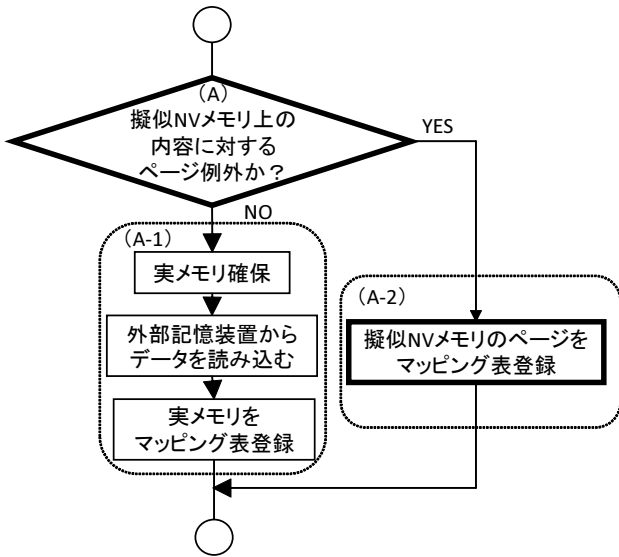 （A）
擬似NVメモリ上の
内容に対する
ページ例外か？
YES
NO
（A-1）
実メモリ確保
外部記憶装置から
データを読み込む
実メモリを
マッピング表登録
（A-2）
擬似NVメモリのページを
マッピング表登録